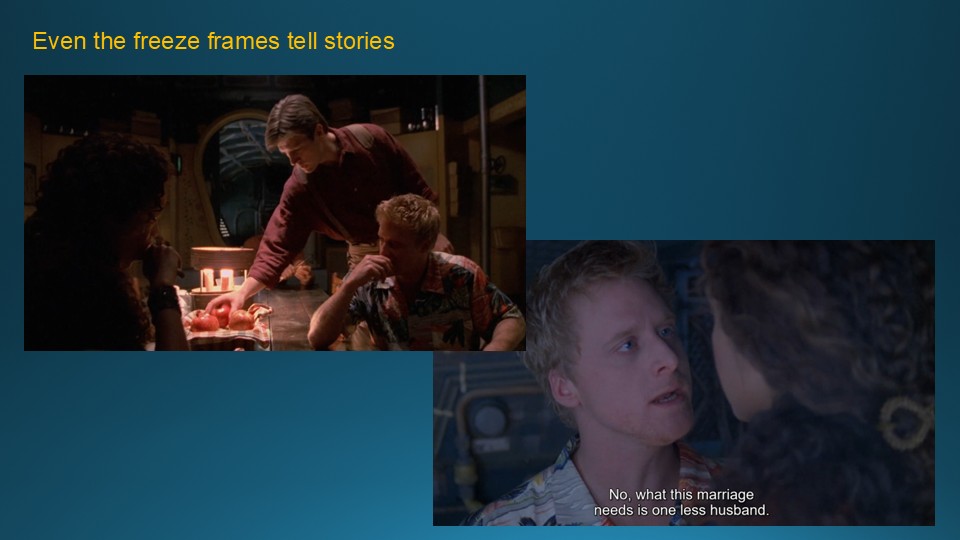 Even the freeze frames tell stories
No, what this marriage
needs is one less husband.